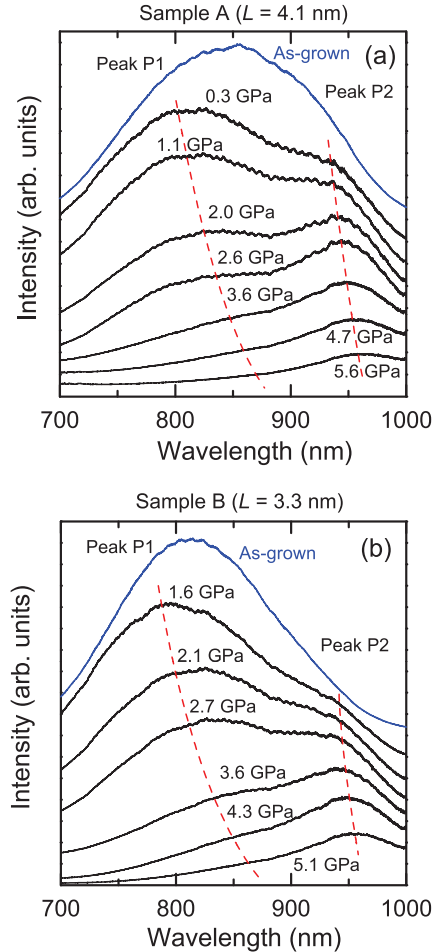 Sample A (L = 4.1 nm)
As-grown
(a)
Peak P1
Peak P2
0.3 GPa
1.1 GPa
2.0 GPa
2.6 GPa
3.6 GPa
4.7 GPa
5.6 GPa
Intensity (arb. units)
700 800 900 1000
Wavelength (nm)
Sample B (L = 3.3 nm)
Peak P1
As-grown
(b)
1.6 GPa
Peak P2
2.1 GPa
2.7 GPa
3.6 GPa
4.3 GPa
5.1 GPa
Intensity (arb. units)
700 800 900 1000
Wavelength (nm)